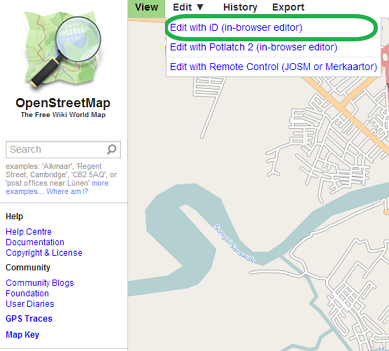 View Edit ▼ History Export
Edit with iD (in-browser editor)
Edit with Potlatch 2 (in-browser editor)
Edit with Remote Control (JOSM or Merkaartor)
OpenStreetMap
The Free Wiki World Map
Search
examples: 'Alkmaar', 'Regent
Street, Cambridge', 'CB2 5AQ', or
'post offices near Lünen' more
examples... Where am I?
Help
Help Centre
Documentation
Copyright & License
Community
Community Blogs
Foundation
User Diaries
GPS Traces
Map Key
Sungai Sarawak